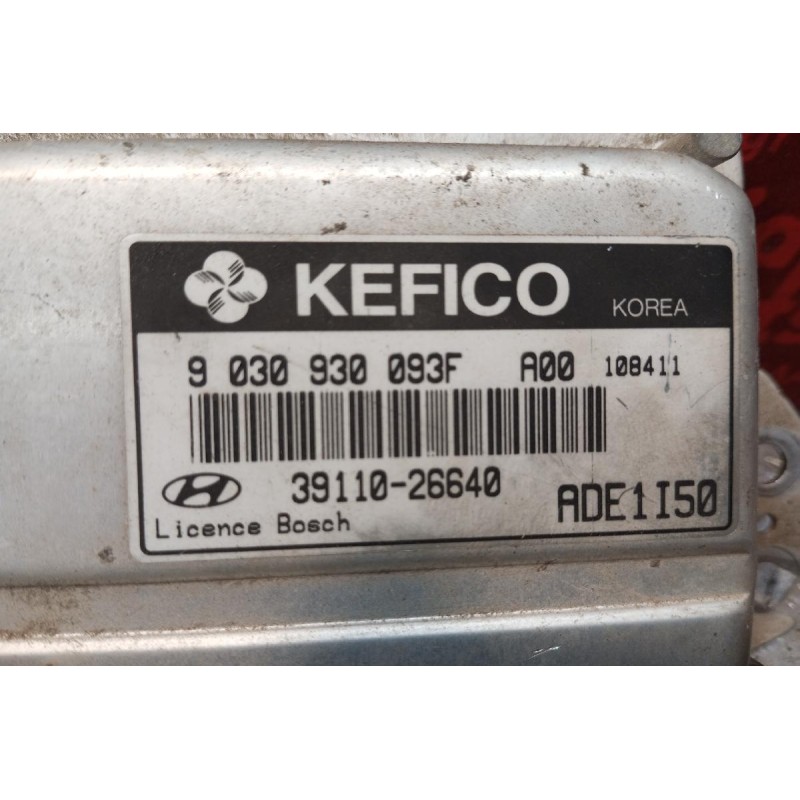 KEFICO KOREA
9 030 930 093F A00 108411
39110-26640
ADE1I50
Licence Bosch